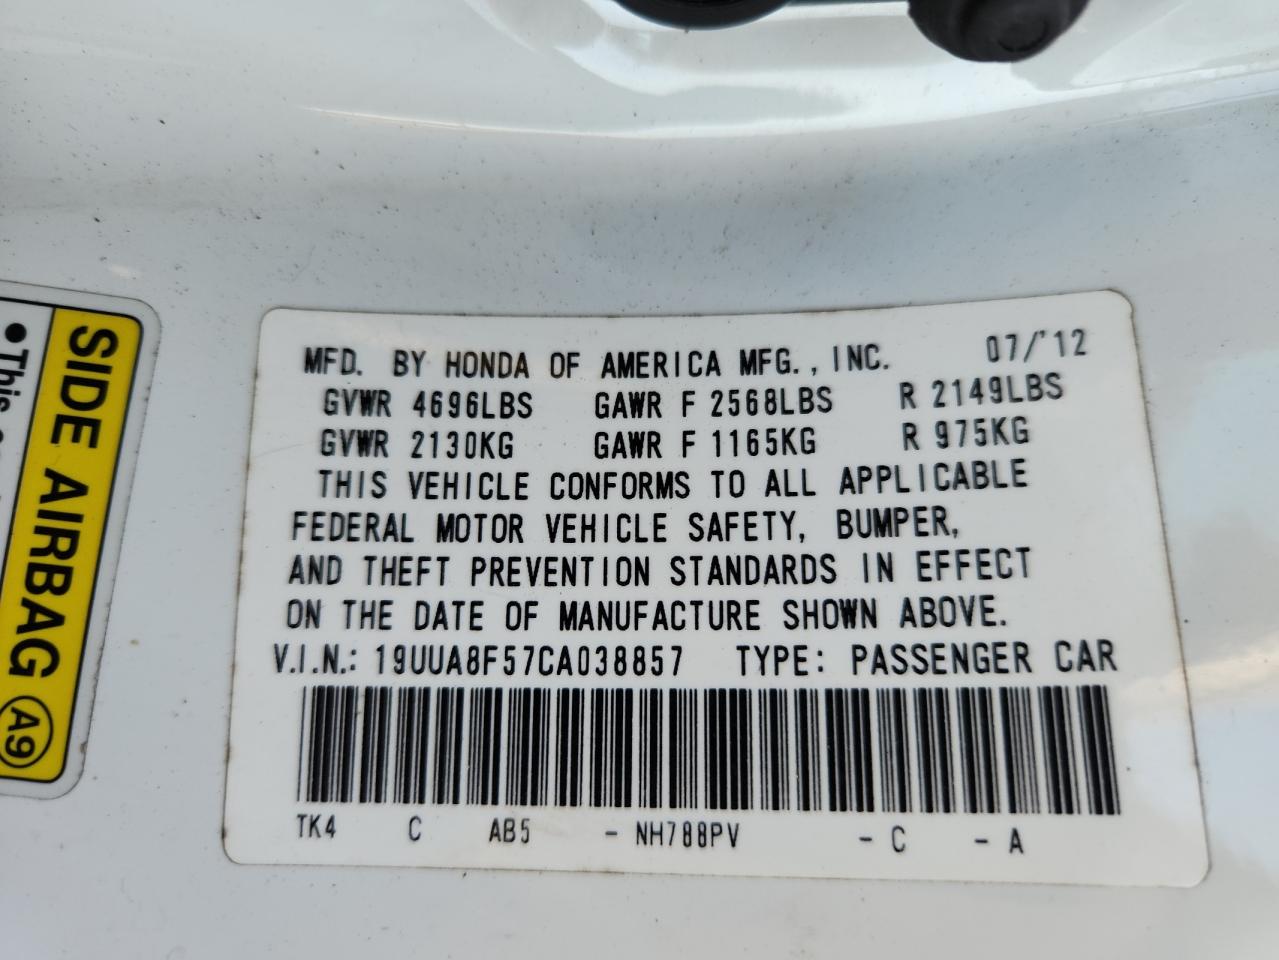 MFD. BY HONDA OF AMERICA MFG., INC. 07/'12
GVWR 4696LBS GAWR F 2568LBS R 2149LBS
GVWR 2130KG GAWR F 1165KG R 975KG
THIS VEHICLE CONFORMS TO ALL APPLICABLE
FEDERAL MOTOR VEHICLE SAFETY, BUMPER,
AND THEFT PREVENTION STANDARDS IN EFFECT
ON THE DATE OF MANUFACTURE SHOWN ABOVE.
V.I.N.: 19UUA8F57CA038857 TYPE: PASSENGER CAR
TK4 C AB5 - NH788PV - C - A
SIDE AIRBAG A9
•This